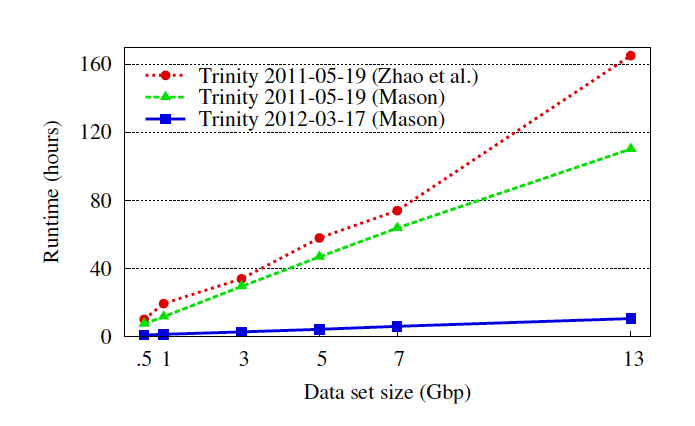 160
120
80
40
0
Runtime (hours)
Trinity 2011-05-19 (Zhao et al.)
Trinity 2011-05-19 (Mason)
Trinity 2012-03-17 (Mason)
.5 1 3 5 7 13
Data set size (Gbp)